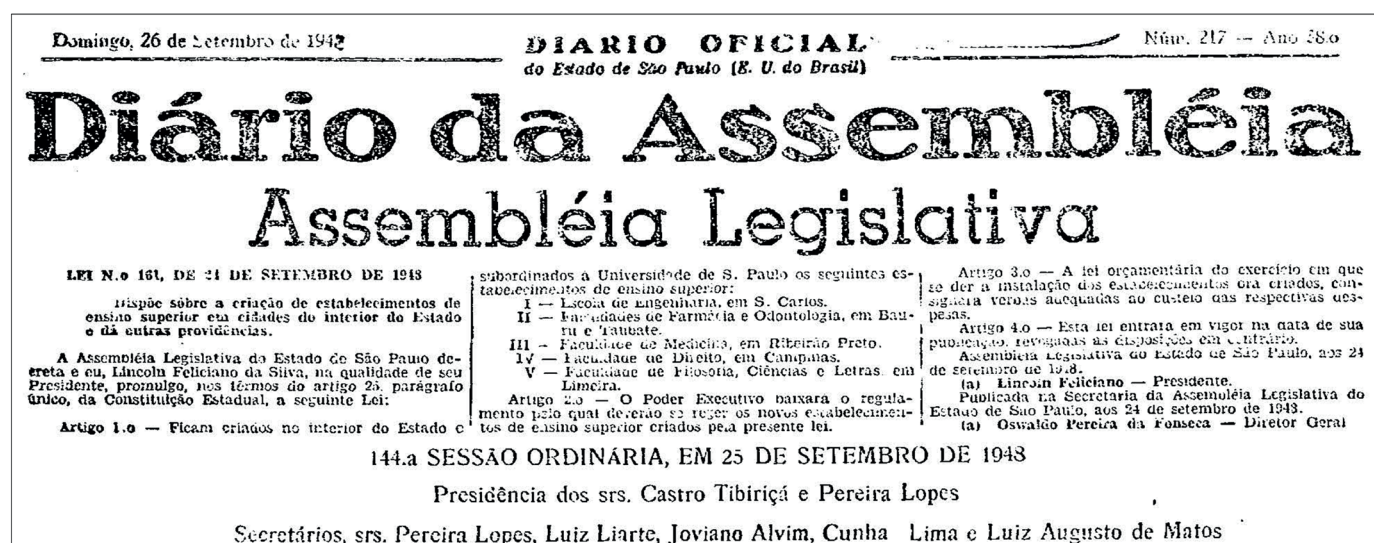 Domingo, 26 de Setembro de 1948
DIARIO OFICIAL
do Estado de São Paulo (E. U. do Brasil)
Núm. 217 — Ano 58.o
Diário da Assembléia
Assembléia Legislativa
LEI N.o 161, DE 24 DE SETEMBRO DE 1948
Dispõe sôbre a criação de estabelecimentos de
ensino superior em cidades do interior do Estado
e dá outras providências.
A Assembléia Legislativa do Estado de São Paulo de-
creta e eu, Lincoln Feliciano da Silva, na qualidade de seu
Presidente, promulgo, nos têrmos do artigo 25, parágrafo
único, da Constituição Estadual, a seguinte Lei:
Artigo 1.o — Ficam criados no interior do Estado e
subordinados à Universidade de S. Paulo os seguintes es-
tabelecimentos de ensino superior:
I — Escola de Engenharia, em S. Carlos.
II — Faculdades de Farmácia e Odontologia, em Bau-
ru e Taubaté.
III — Faculdade de Medicina, em Ribeirão Preto.
IV — Faculdade de Direito, em Campinas.
V — Faculdade de Filosofia, Ciências e Letras, em
Limeira.
Artigo 2.o — O Poder Executivo baixará o regula-
mento pelo qual deverão se reger os novos estabelecimen-
tos de ensino superior criados pela presente lei.
Artigo 3.o — A lei orçamentária do exercício em que
se der a instalação dos estabelecimentos ora criados, con-
signará verbas adequadas ao custeio das respectivas des-
pesas.
Artigo 4.o — Esta lei entrará em vigor na data de sua
publicação, revogadas as disposições em contrário.
Assembléia Legislativa do Estado de São Paulo, aos 24
de setembro de 1948.
(a) Lincoln Feliciano — Presidente.
Publicada na Secretaria da Assembléia Legislativa do
Estado de São Paulo, aos 24 de setembro de 1948.
(a) Oswaldo Pereira da Fonseca — Diretor Geral
144.a SESSÃO ORDINÁRIA, EM 25 DE SETEMBRO DE 1948
Presidência dos srs. Castro Tibiriçá e Pereira Lopes
Secretários, srs. Pereira Lopes, Luiz Liarte, Joviano Alvim, Cunha Lima e Luiz Augusto de Matos